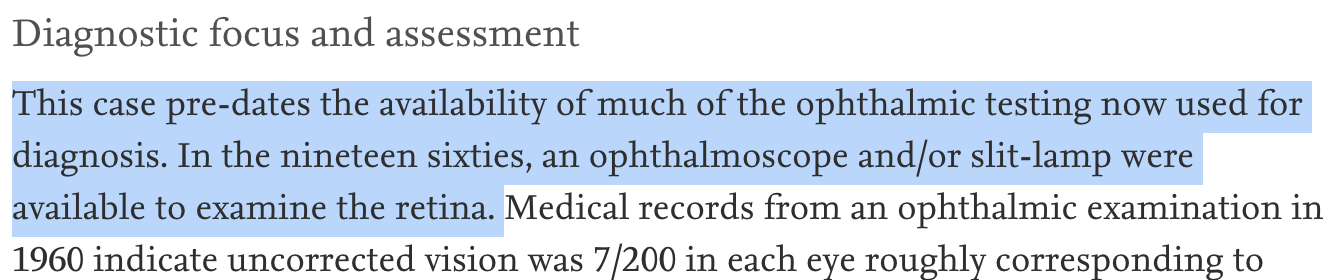 Diagnostic focus and assessment
This case pre-dates the availability of much of the ophthalmic testing now used for
diagnosis. In the nineteen sixties, an ophthalmoscope and/or slit-lamp were
available to examine the retina. Medical records from an ophthalmic examination in
1960 indicate uncorrected vision was 7/200 in each eye roughly corresponding to